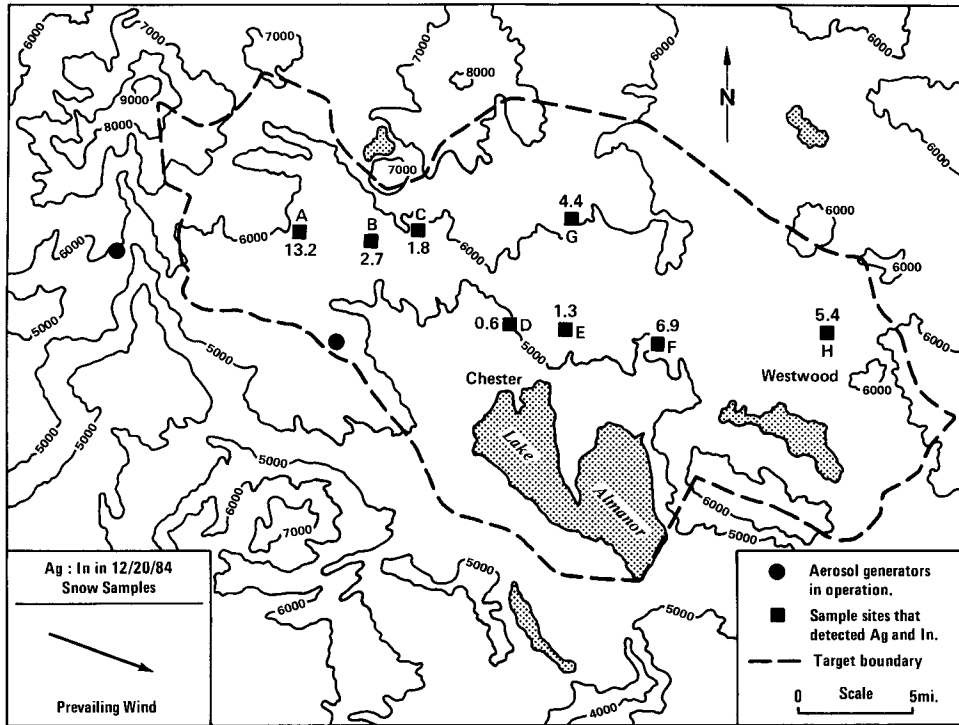 6000
7000
7000
8000
6000
9000
8000
7000
6000
6000
N
6000
A
13.2
B
2.7
C
1.8
6000
4.4
G
6000
6000
5000
0.6 D
1.3
E
5000
6.9
F
5.4
H
Chester
Westwood
6000
Lake
Almanor
5000
5000
5000
6000
7000
6000
5000
6000
5000
5000
4000
Ag : In in 12/20/84
Snow Samples
Prevailing Wind
Aerosol generators
in operation.
Sample sites that
detected Ag and In.
Target boundary
0 Scale 5mi.